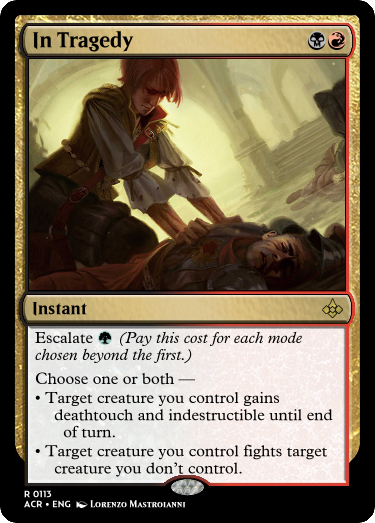 In Tragedy
Instant
Escalate (Pay this cost for each mode
chosen beyond the first.)
Choose one or both —
• Target creature you control gains
deathtouch and indestructible until end
of turn.
• Target creature you control fights target
creature you don't control.
R 0113
ACR • ENG Lorenzo Mastroianni